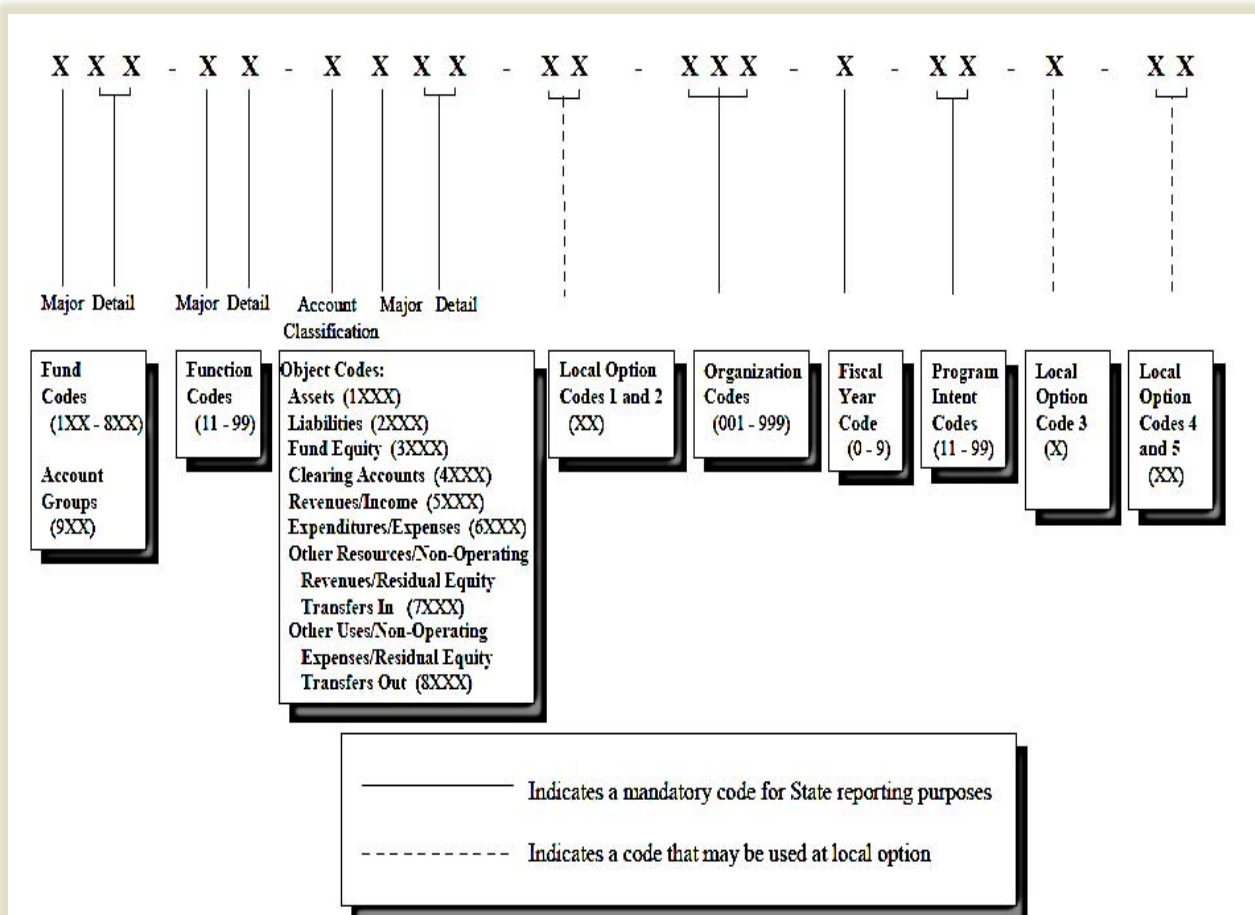 X X X - X X - X X X X - X X - X X X - X - X X - X - X X
Major Detail
Major Detail
Account Classification
Major Detail
Fund
Codes
(1XX - 8XX)
Account
Groups
(9XX)
Function
Codes
(11 - 99)
Object Codes:
Assets (1XXX)
Liabilities (2XXX)
Fund Equity (3XXX)
Clearing Accounts (4XXX)
Revenues/Income (5XXX)
Expenditures/Expenses (6XXX)
Other Resources/Non-Operating
Revenues/Residual Equity
Transfers In (7XXX)
Other Uses/Non-Operating
Expenses/Residual Equity
Transfers Out (8XXX)
Local Option
Codes 1 and 2
(XX)
Organization
Codes
(001 - 999)
Fiscal
Year
Code
(0 - 9)
Program
Intent
Codes
(11 - 99)
Local
Option
Code 3
(X)
Local
Option
Codes 4
and 5
(XX)
Indicates a mandatory code for State reporting purposes
Indicates a code that may be used at local option